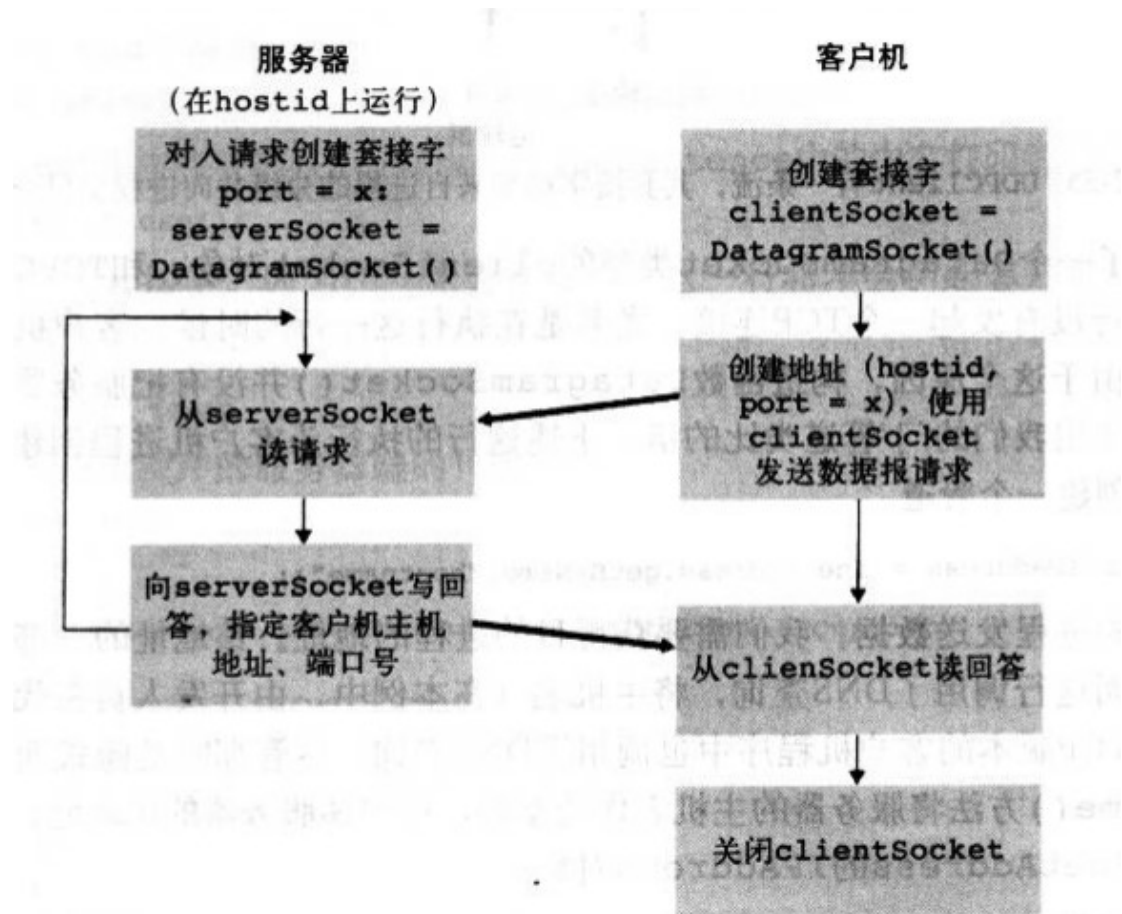 服务器
(在hostid上运行)
对入请求创建套接字
port = x:
serverSocket =
DatagramSocket()
从serverSocket
读请求
向serverSocket写回
答，指定客户机主机
地址、端口号
客户机
创建套接字
clientSocket =
DatagramSocket()
创建地址 (hostid,
port = x)，使用
clientSocket
发送数据报请求
从clienSocket读回答
关闭clientSocket